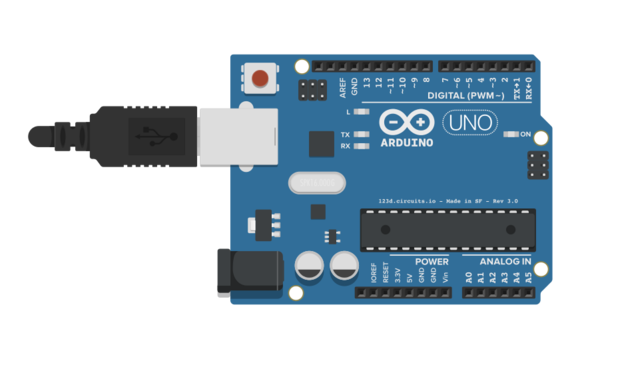 AREF
GND
13
12
~11
~10
~9
8
7
~6
~5
4
~3
2
TX→1
RX←0
DIGITAL (PWM~)
L
TX
RX
ARDUINO
UNO
ON
123d.circuits.io - Made in SF - Rev 3.0
POWER
ANALOG IN
IOREF
RESET
3.3V
5V
GND
GND
Vin
A0
A1
A2
A3
A4
A5